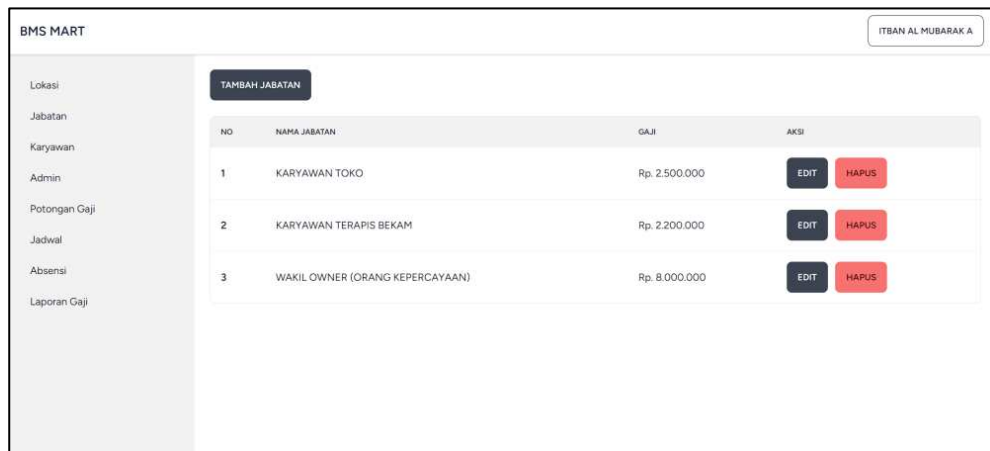 BMS MART
ITBAN AL MUBARAK A
Lokasi
Jabatan
Karyawan
Admin
Potongan Gaji
Jadwal
Absensi
Laporan Gaji
TAMBAH JABATAN
NO NAMA JABATAN GAJI AKSI
1 KARYAWAN TOKO Rp. 2.500.000 EDIT HAPUS
2 KARYAWAN TERAPIS BEKAM Rp. 2.200.000 EDIT HAPUS
3 WAKIL OWNER (ORANG KEPERCAYAAN) Rp. 8.000.000 EDIT HAPUS